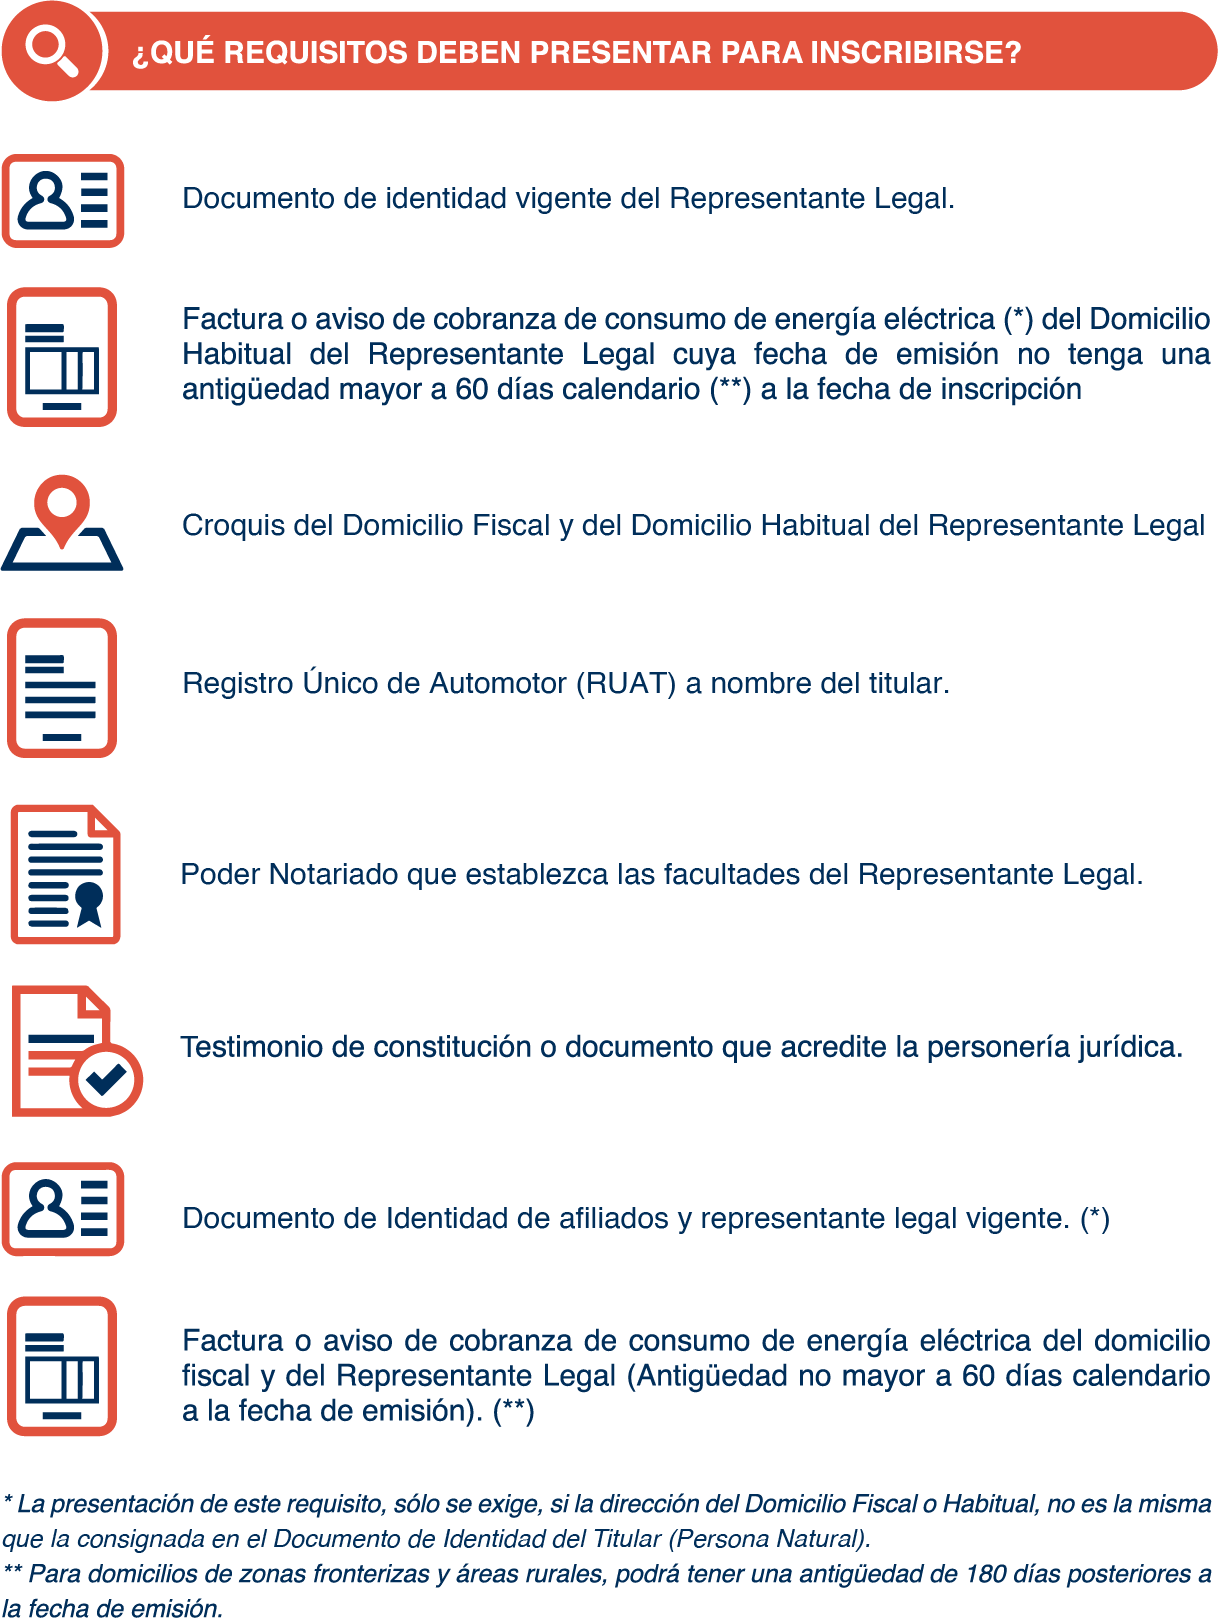 ¿QUÉ REQUISITOS DEBEN PRESENTAR PARA INSCRIBIRSE?
Documento de identidad vigente del Representante Legal.
Factura o aviso de cobranza de consumo de energía eléctrica (*) del Domicilio
Habitual del Representante Legal cuya fecha de emisión no tenga una
antigüedad mayor a 60 días calendario (**) a la fecha de inscripción
Croquis del Domicilio Fiscal y del Domicilio Habitual del Representante Legal
Registro Único de Automotor (RUAT) a nombre del titular.
Poder Notariado que establezca las facultades del Representante Legal.
Testimonio de constitución o documento que acredite la personería jurídica.
Documento de Identidad de afiliados y representante legal vigente. (*)
Factura o aviso de cobranza de consumo de energía eléctrica del domicilio
fiscal y del Representante Legal (Antigüedad no mayor a 60 días calendario
a la fecha de emisión). (**)
* La presentación de este requisito, sólo se exige, si la dirección del Domicilio Fiscal o Habitual, no es la misma
que la consignada en el Documento de Identidad del Titular (Persona Natural).
** Para domicilios de zonas fronterizas y áreas rurales, podrá tener una antigüedad de 180 días posteriores a
la fecha de emisión.